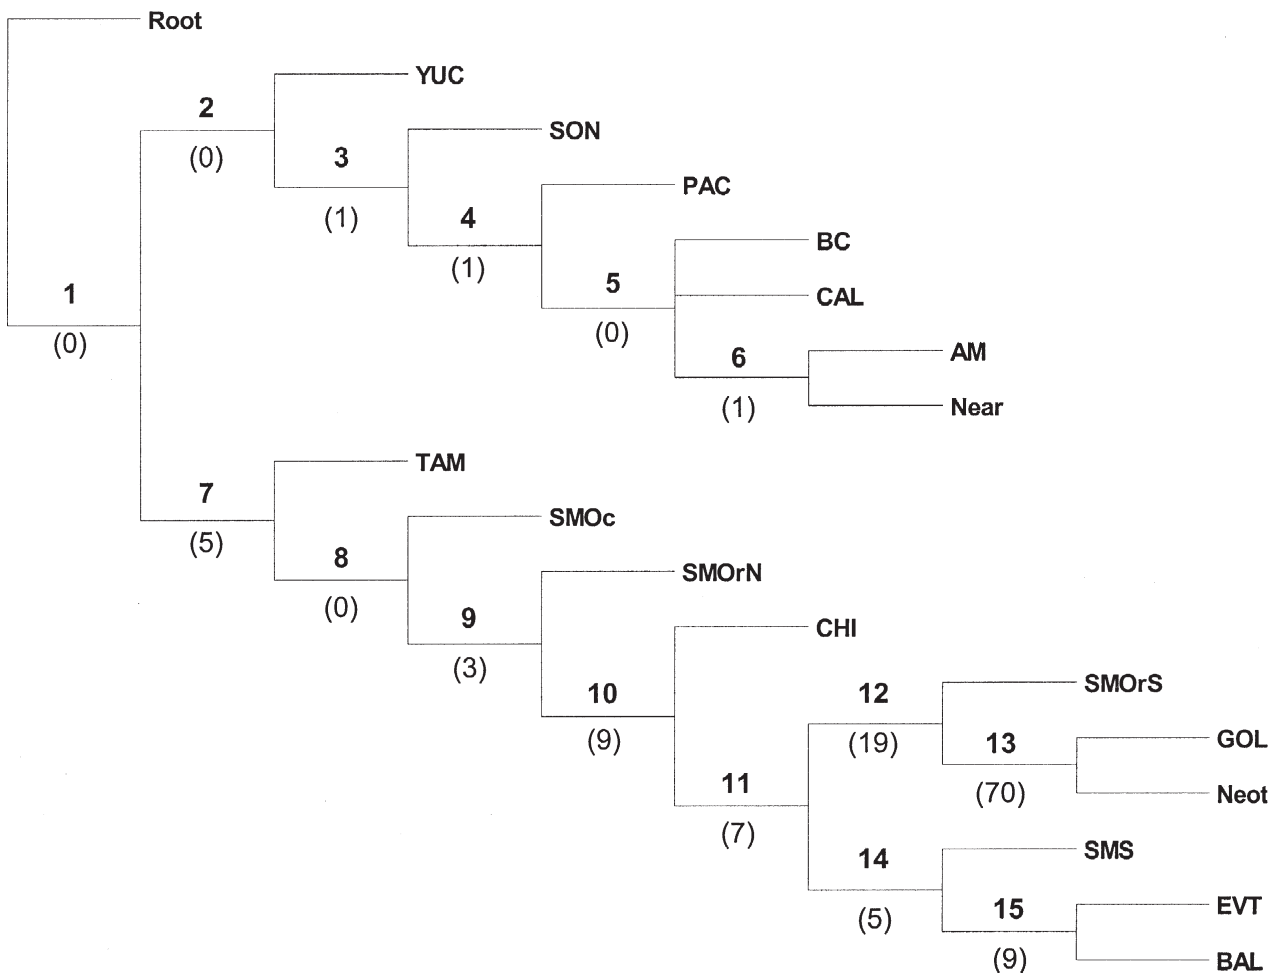 Root
YUC
2
(0)
SON
3
(1)
PAC
4
(1)
BC
5
(0)
CAL
1
(0)
AM
6
(1)
Near
TAM
7
(5)
SMOc
8
(0)
SMOrN
9
(3)
CHI
10
(9)
SMOrS
12
(19)
GOL
13
(70)
Neot
11
(7)
SMS
14
(5)
EVT
15
(9)
BAL